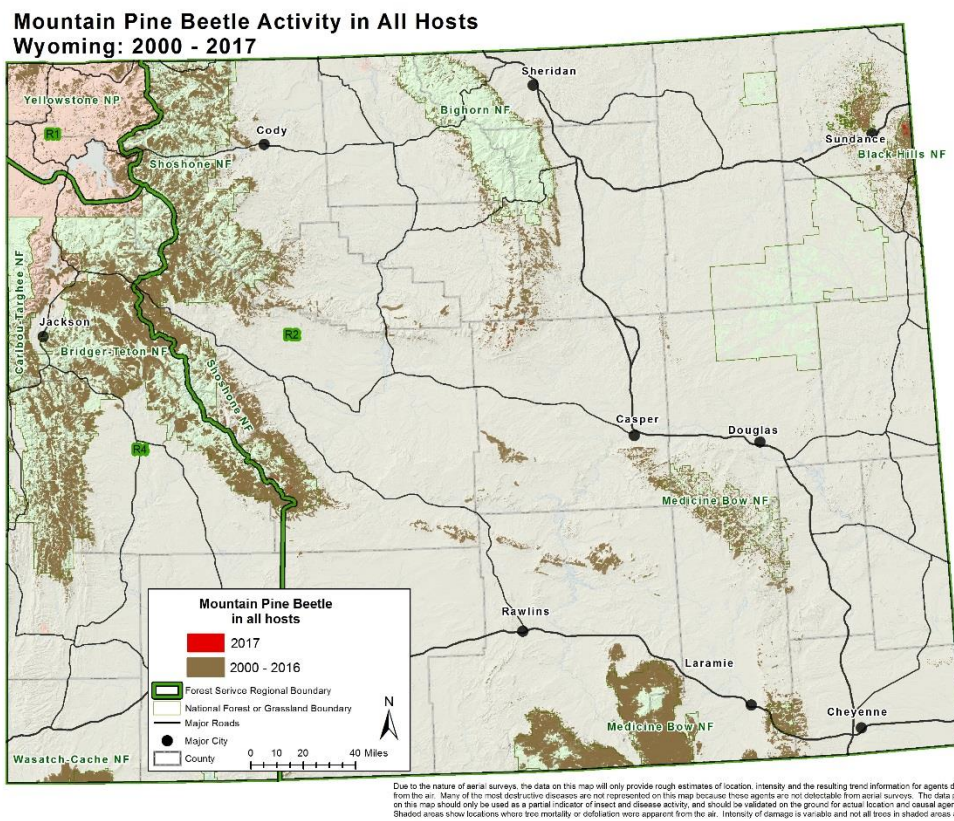 Mountain Pine Beetle Activity in All Hosts
Wyoming: 2000 - 2017
Sheridan
Yellowstone NP
Bighorn NF
R1
Cody
Sundance
Shoshone NF
Black Hills NF
Caribou-Targhee NF
Jackson
R2
Bridger-Teton NF
Shoshone NF
Casper
Douglas
R4
Medicine Bow NF
Mountain Pine Beetle
in all hosts
2017
2000 - 2016
Forest Serivce Regional Boundary
National Forest or Grassland Boundary
Major Roads
Major City
County
N
0 10 20 40 Miles
Rawlins
Laramie
Cheyenne
Medicine Bow NF
Wasatch-Cache NF
Due to the nature of aerial surveys, the data on this map will only provide rough estimates of location, intensity and the resulting trend information for agents d
from the air. Many of the most destructive diseases are not represented on this map because these agents are not detectable from aerial surveys. The data p
on this map should only be used as a partial indicator of insect and disease activity, and should be validated on the ground for actual location and causal agen
Shaded areas show locations where tree mortality or defoliation were apparent from the air. Intensity of damage is variable and not all trees in shaded areas